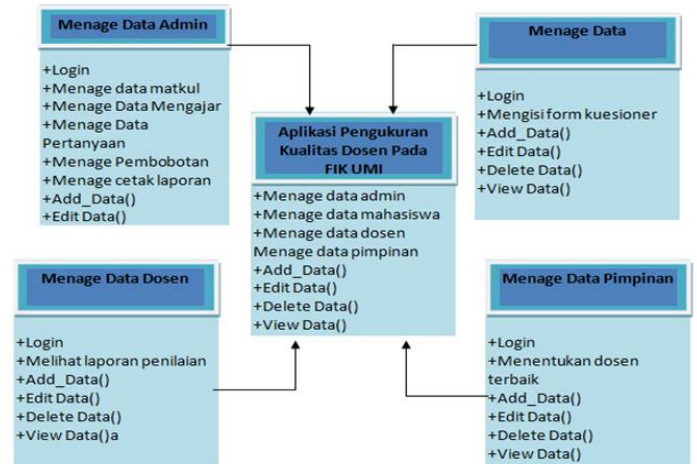 Menage Data Admin
+Login
+Menage data matkul
+Menage Data Mengajar
+Menage Data
Pertanyaan
+Menage Pembobotan
+Menage cetak laporan
+Add_Data()
+Edit Data()
Menage Data
+Login
+Mengisi form kuesioner
+Add_Data()
+Edit Data()
+Delete Data()
+View Data()
Aplikasi Pengukuran
Kualitas Dosen Pada
FIK UMI
+Menage data admin
+Menage data mahasiswa
+Menage data dosen
Menage data pimpinan
+Add_Data()
+Edit Data()
+Delete Data()
+View Data()
Menage Data Dosen
+Login
+Melihat laporan penilaian
+Add_Data()
+Edit Data()
+Delete Data()
+View Data()a
Menage Data Pimpinan
+Login
+Menentukan dosen
terbaik
+Add_Data()
+Edit Data()
+Delete Data()
+View Data()